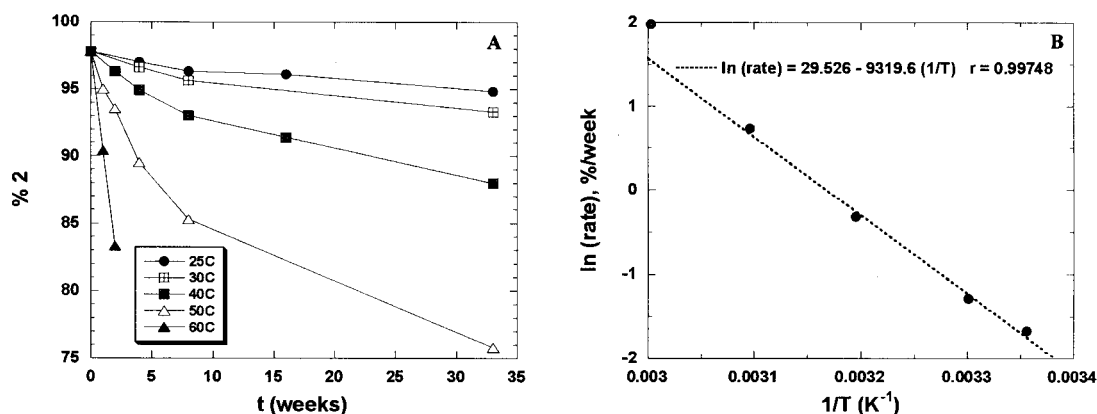 A
100
95
90
85
80
75
% 2
25C
30C
40C
50C
60C
0 5 10 15 20 25 30 35
t (weeks)
B
2
1
0
-1
-2
ln (rate), %/week
ln (rate) = 29.526 - 9319.6 (1/T) r = 0.99748
0.003 0.0031 0.0032 0.0033 0.0034
1/T (K⁻¹)